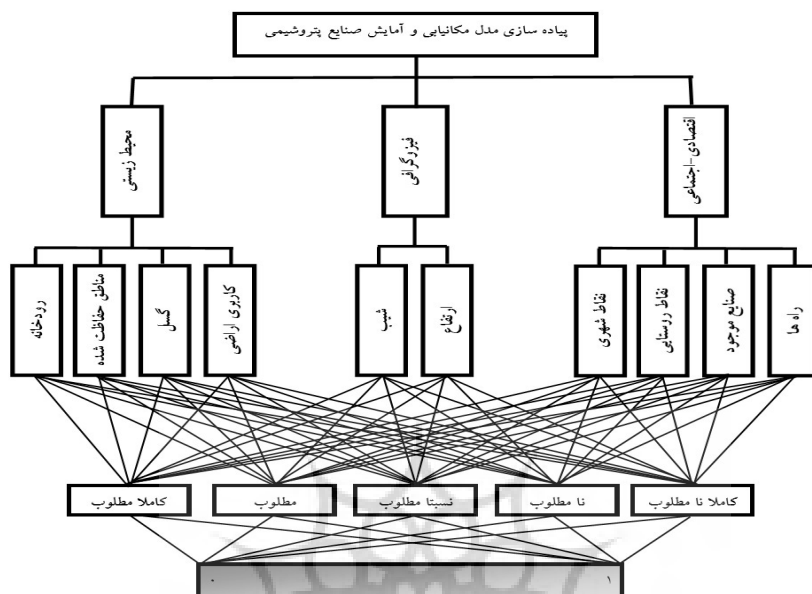 پیاده سازی مدل مکانیابی و آمایش صنایع پتروشیمی
اقتصادی-اجتماعی
فیزوگرافی
محیط زیستی
راه ها
صنایع موجود
نقاط روستایی
نقاط شهری
ارتفاع
شیب
کاربری اراضی
گسل
مناطق حفاظت شده
رودخانه
کاملا نا مطلوب
نا مطلوب
نسبتا مطلوب
مطلوب
کاملا مطلوب
۱
۰